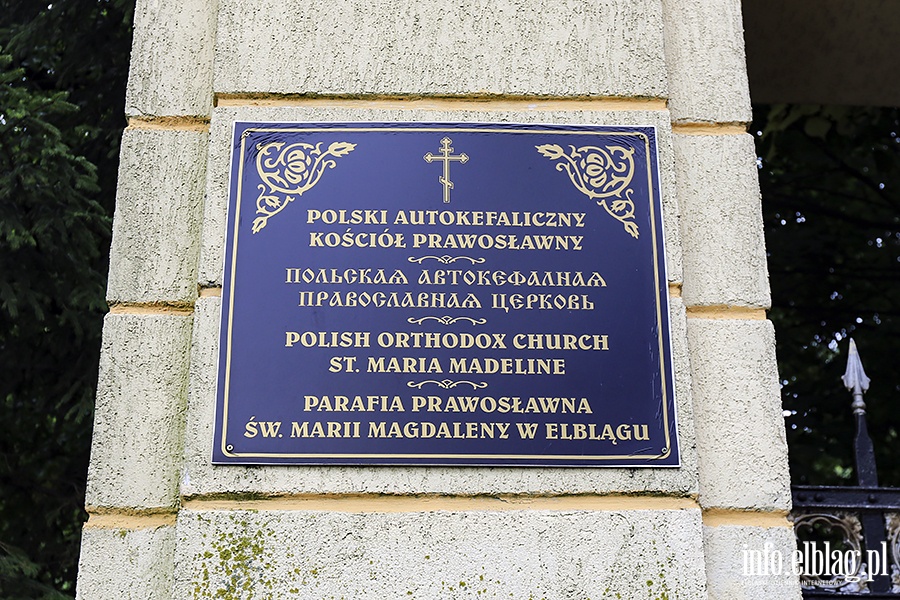 POLSKI AUTOKEFALICZNY
KOŚCIÓŁ PRAWOSŁAWNY
ПОЛЬСКАЯ АВТОКЕФАЛНАЯ
ПРАВОСЛАВНАЯ ЦЕРКОВЬ
POLISH ORTHODOX CHURCH
ST. MARIA MADELINE
PARAFIA PRAWOSŁAWNA
ŚW. MARII MAGDALENY W ELBLĄGU
info.elblag.pl